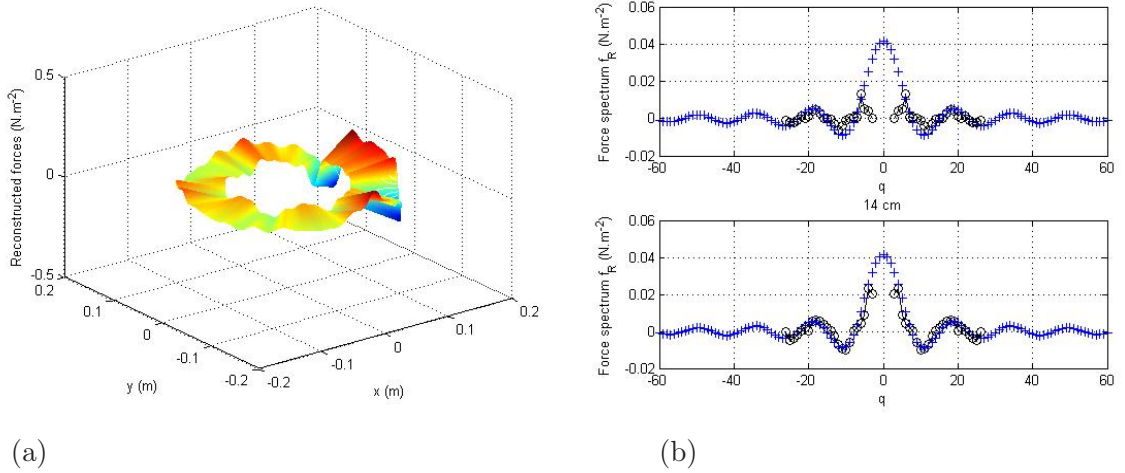 Reconstructed forces (N.m⁻²)
0.5
0
-0.5
0.2
0.1
0
-0.1
-0.2
y (m)
-0.2
-0.1
0
0.1
0.2
x (m)
(a)
Force spectrum f_R (N.m⁻²)
0.06
0.04
0.02
0
-0.02
-60 -40 -20 0 20 40 60
q
14 cm
Force spectrum f_R (N.m⁻²)
0.06
0.04
0.02
0
-0.02
-60 -40 -20 0 20 40 60
q
(b)